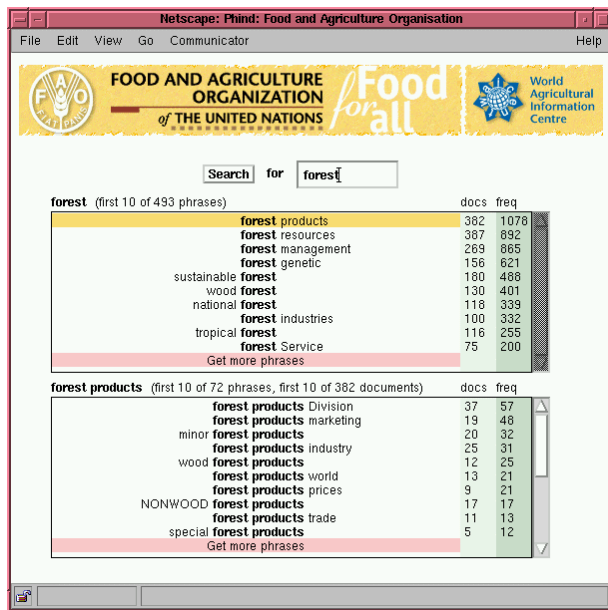 Netscape: Phind: Food and Agriculture Organisation
File Edit View Go Communicator Help
FAO
FIAT PANIS
FOOD AND AGRICULTURE
ORGANIZATION
of THE UNITED NATIONS
Food
for all
World
Agricultural
Information
Centre
Search for forest
forest (first 10 of 493 phrases) docs freq
forest products 382 1078
forest resources 387 892
forest management 269 865
forest genetic 156 621
sustainable forest 180 488
wood forest 130 401
national forest 118 339
forest industries 100 332
tropical forest 116 255
forest Service 75 200
Get more phrases
forest products (first 10 of 72 phrases, first 10 of 382 documents) docs freq
forest products Division 37 57
forest products marketing 19 48
minor forest products 20 32
forest products industry 25 31
wood forest products 12 25
forest products world 13 21
forest products prices 9 21
NONWOOD forest products 17 17
forest products trade 11 13
special forest products 5 12
Get more phrases